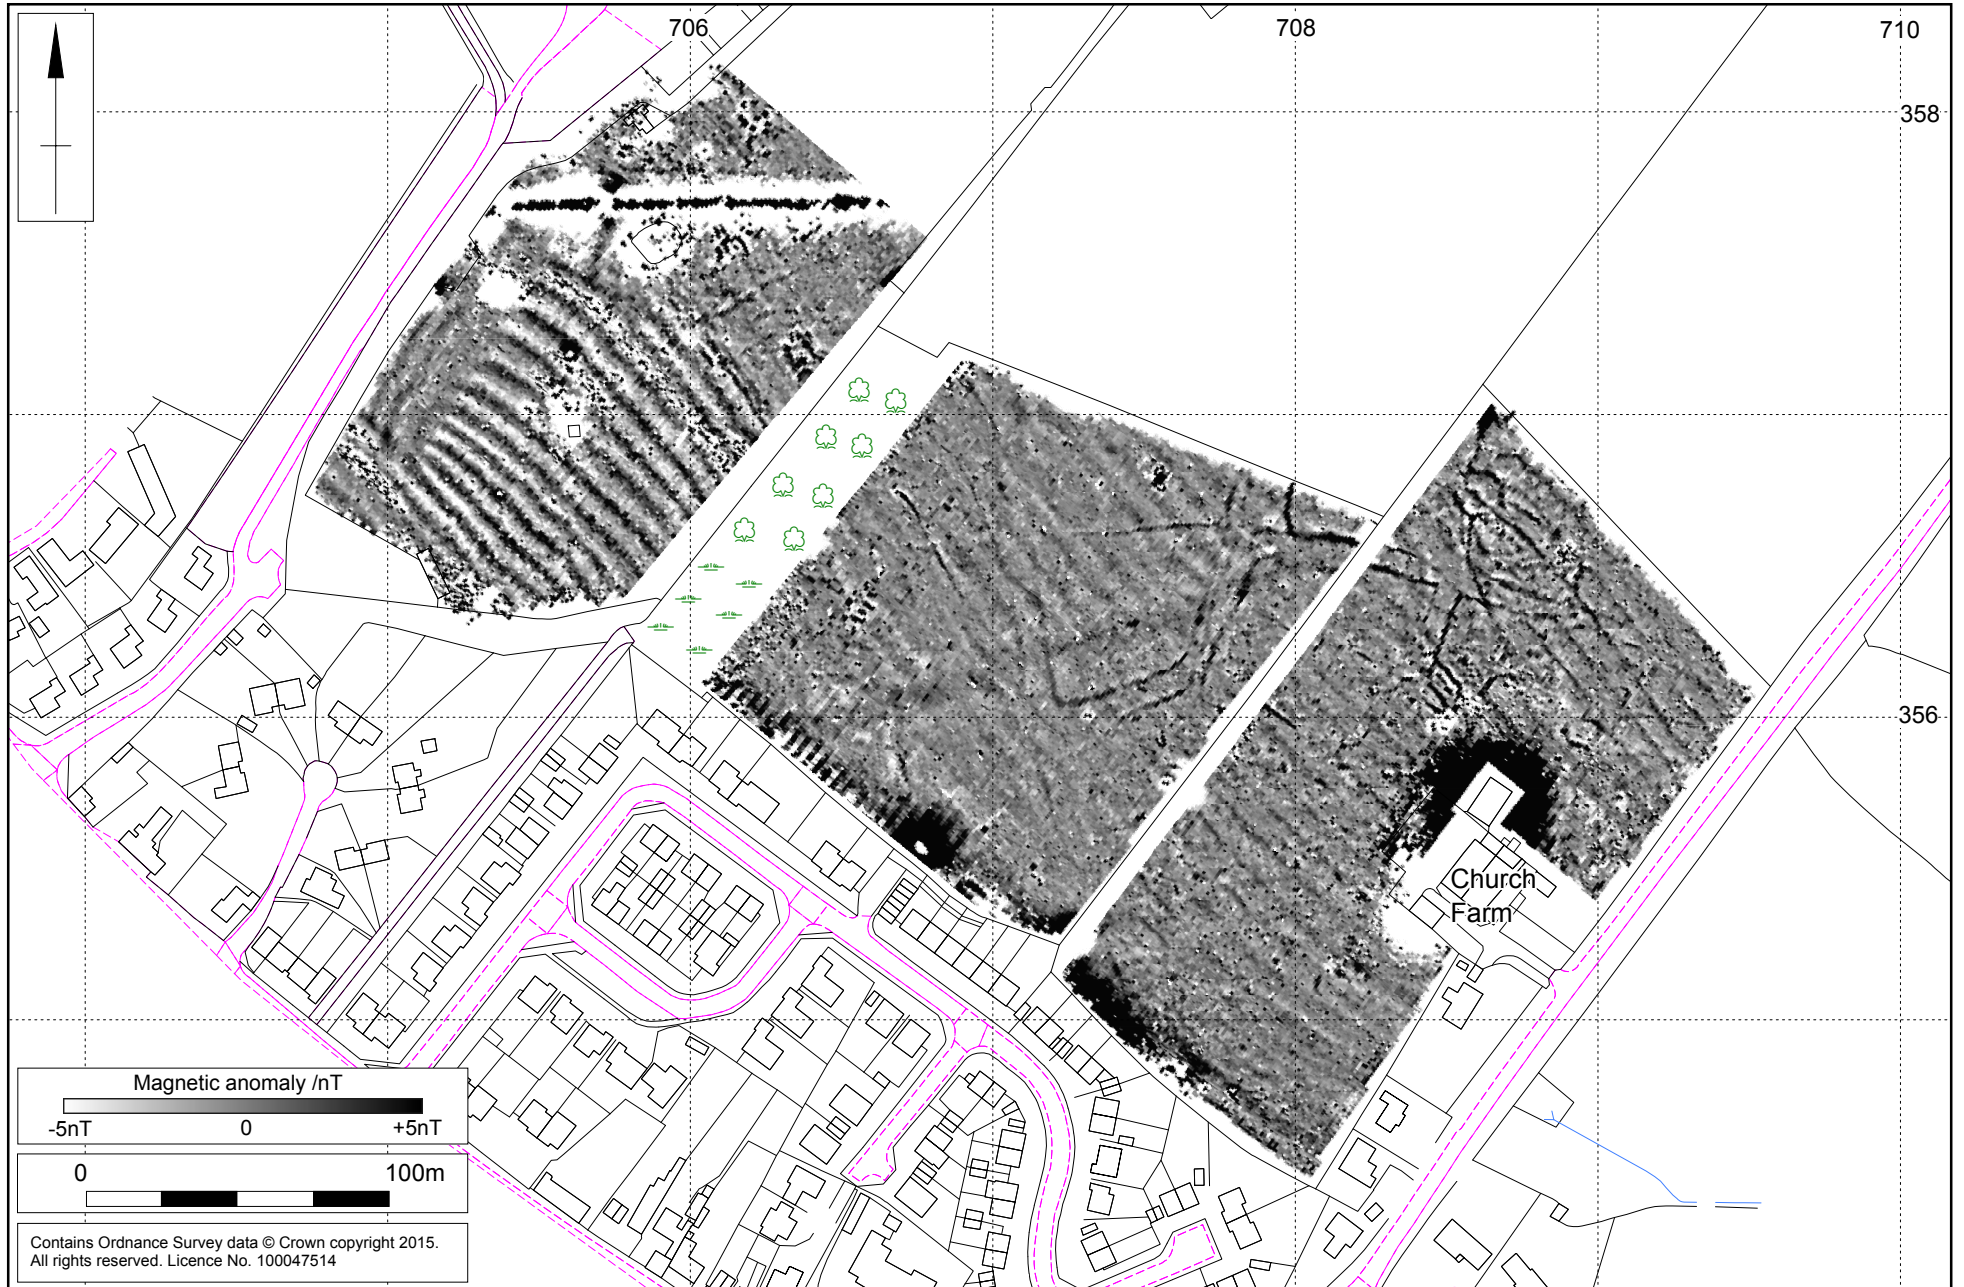 706
708
710
358
356
Church
Farm
Magnetic anomaly /nT
-5nT 0 +5nT
0 100m
Contains Ordnance Survey data © Crown copyright 2015.
All rights reserved. Licence No. 100047514